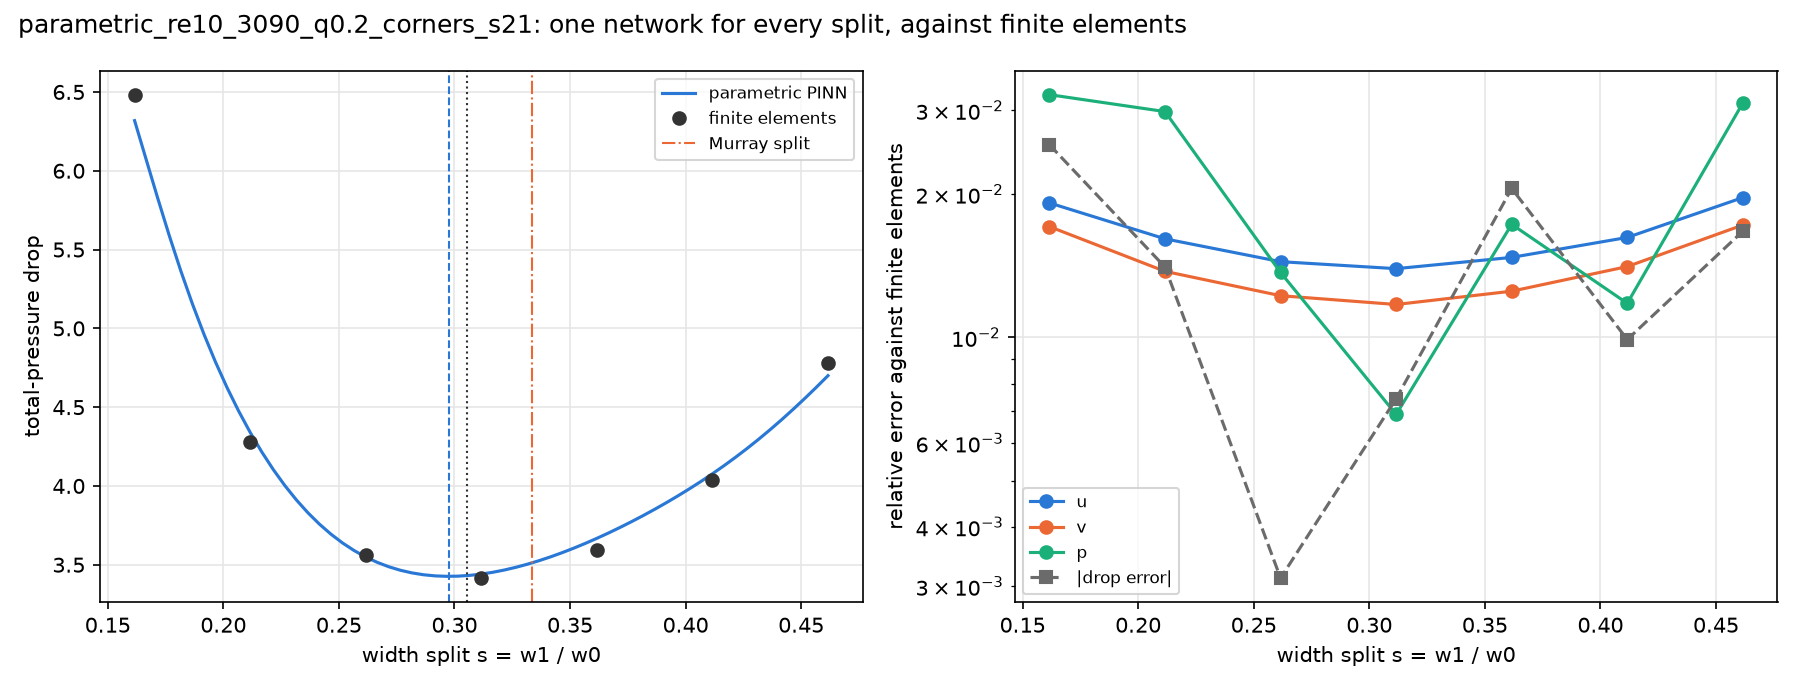 parametric_re10_3090_q0.2_corners_s21: one network for every split, against finite elements
total-pressure drop
6.5
6.0
5.5
5.0
4.5
4.0
3.5
0.15 0.20 0.25 0.30 0.35 0.40 0.45
width split s = w1 / w0
parametric PINN
finite elements
Murray split
relative error against finite elements
3 × 10⁻²
2 × 10⁻²
10⁻²
6 × 10⁻³
4 × 10⁻³
3 × 10⁻³
0.15 0.20 0.25 0.30 0.35 0.40 0.45
width split s = w1 / w0
u
v
p
|drop error|